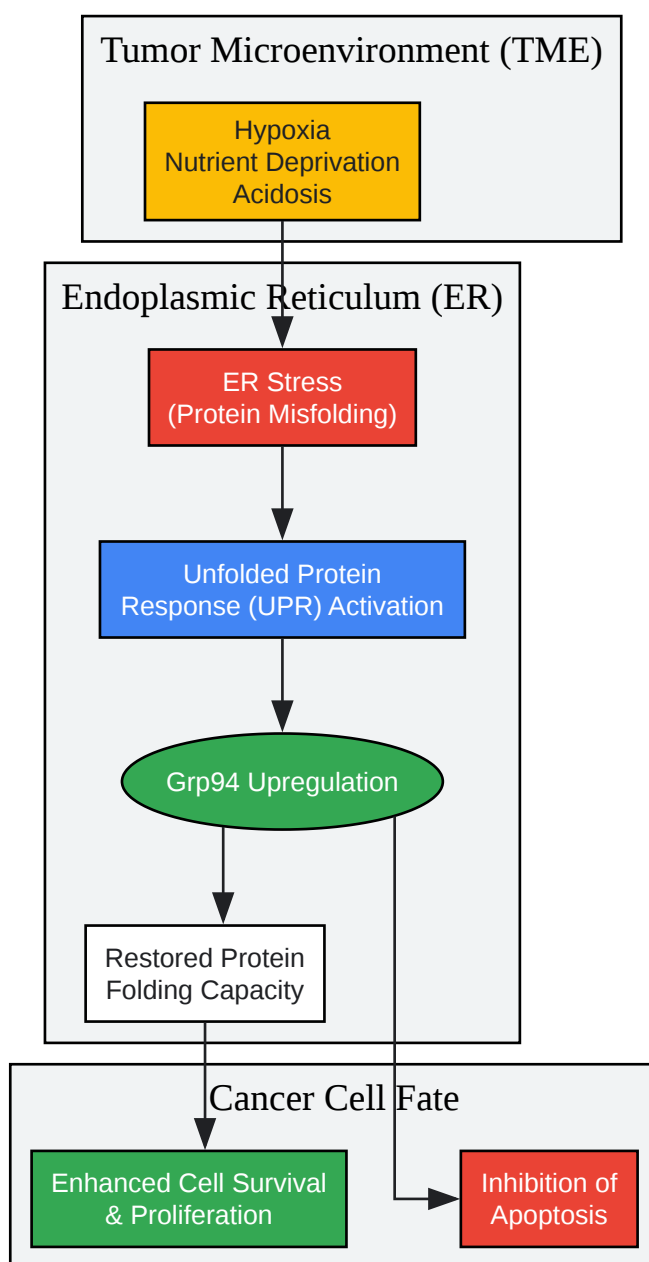 Tumor Microenvironment (TME)
Hypoxia
Nutrient Deprivation
Acidosis
Endoplasmic Reticulum (ER)
ER Stress
(Protein Misfolding)
Unfolded Protein
Response (UPR) Activation
Grp94 Upregulation
Restored Protein
Folding Capacity
Cancer Cell Fate
Enhanced Cell Survival
& Proliferation
Inhibition of
Apoptosis